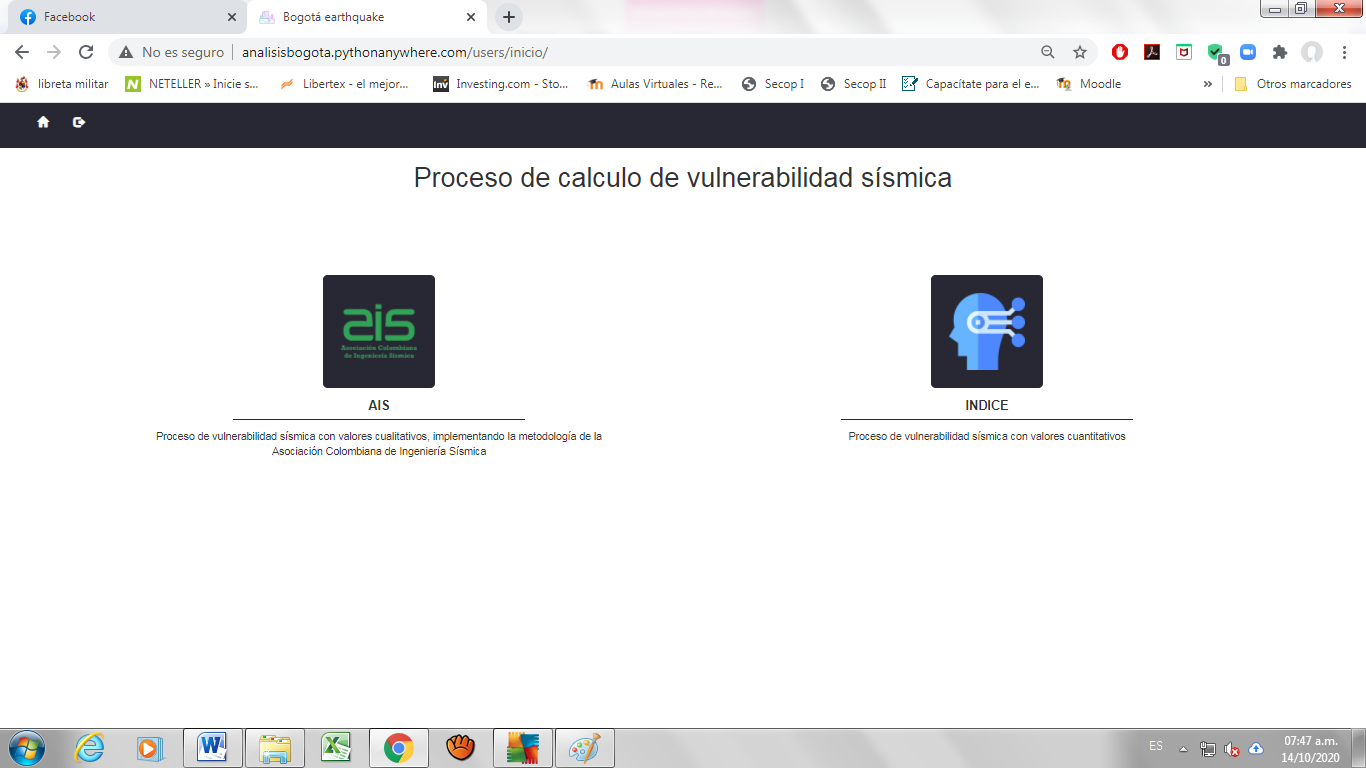 Facebook
Bogotá earthquake
No es seguro
analisisbogota.pythonanywhere.com/users/inicio/
0
libreta militar
NETELLER » Inicie s...
Libertex - el mejor...
Inv
Investing.com - Sto...
Aulas Virtuales - Re...
Secop I
Secop II
Capacítate para el e...
Moodle
»
Otros marcadores
Proceso de calculo de vulnerabilidad sísmica
ais
Asociación Colombiana
de Ingeniería Sísmica
AIS
Proceso de vulnerabilidad sísmica con valores cualitativos, implementando la metodología de la
Asociación Colombiana de Ingeniería Sísmica
INDICE
Proceso de vulnerabilidad sísmica con valores cuantitativos
ES
07:47 a.m.
14/10/2020